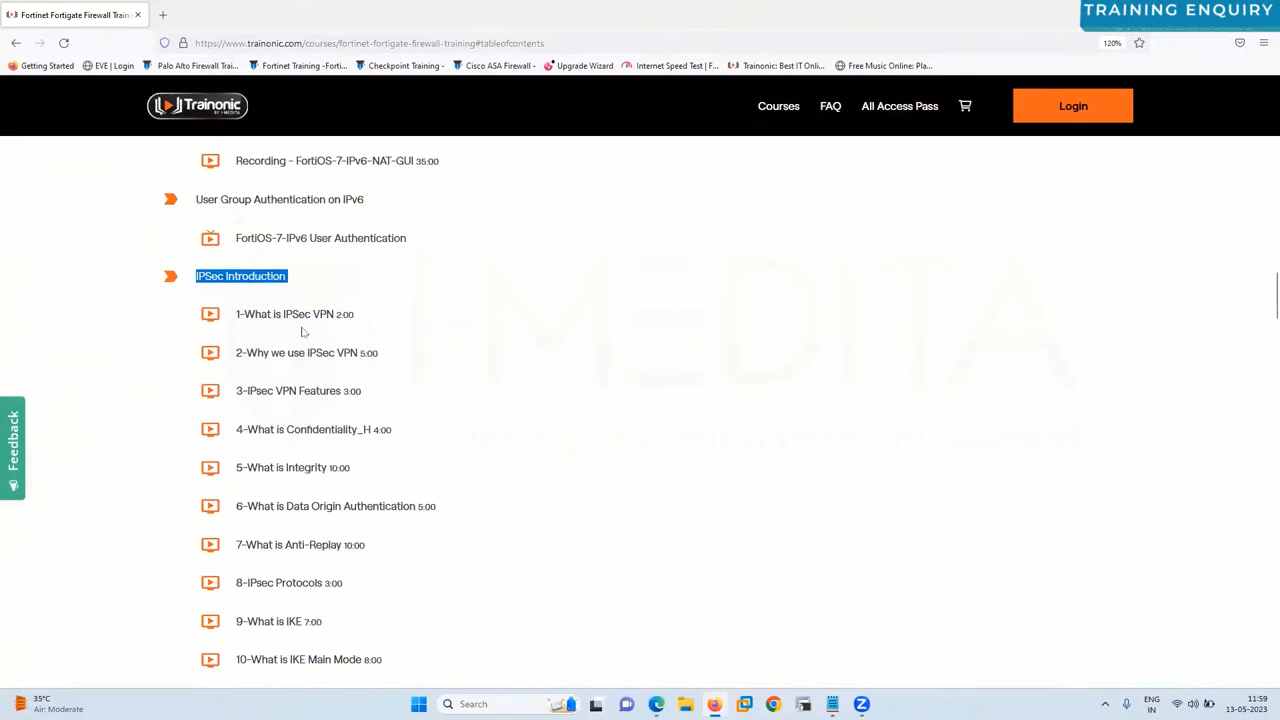 Fortinet Fortigate Firewall Train
TRAINING ENQUIRY
https://www.trainonic.com/courses/fortinet-fortigate-firewall-training#tableofcontents
120%
Getting Started
EVE | Login
Palo Alto Firewall Trai...
Fortinet Training -Forti...
Checkpoint Training -
Cisco ASA Firewall -
Upgrade Wizard
Internet Speed Test | F...
Trainonic: Best IT Onli...
Free Music Online: Pla...
Trainonic
BY I-MEDITA
Courses
FAQ
All Access Pass
Login
Recording - FortiOS-7-IPv6-NAT-GUI 35:00
User Group Authentication on IPv6
FortiOS-7-IPv6 User Authentication
IPSec Introduction
1-What is IPSec VPN 2:00
2-Why we use IPSec VPN 5:00
3-IPsec VPN Features 3:00
4-What is Confidentiality_H 4:00
5-What is Integrity 10:00
6-What is Data Origin Authentication 5:00
7-What is Anti-Replay 10:00
8-IPsec Protocols 3:00
9-What is IKE 7:00
10-What is IKE Main Mode 8:00
Feedback
I-MEDITA
35°C
Air: Moderate
Search
ENG
IN
11:59
13-05-2023